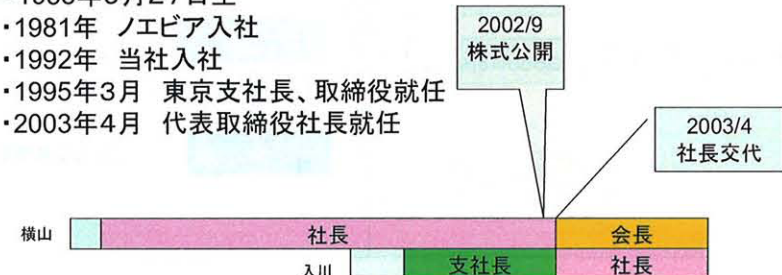 ・1981年 ノエビア入社
・1992年 当社入社
・1995年3月 東京支社長、取締役就任
・2003年4月 代表取締役社長就任
2002/9
株式公開
2003/4
社長交代
横山 社長 会長
入川 支社長 社長